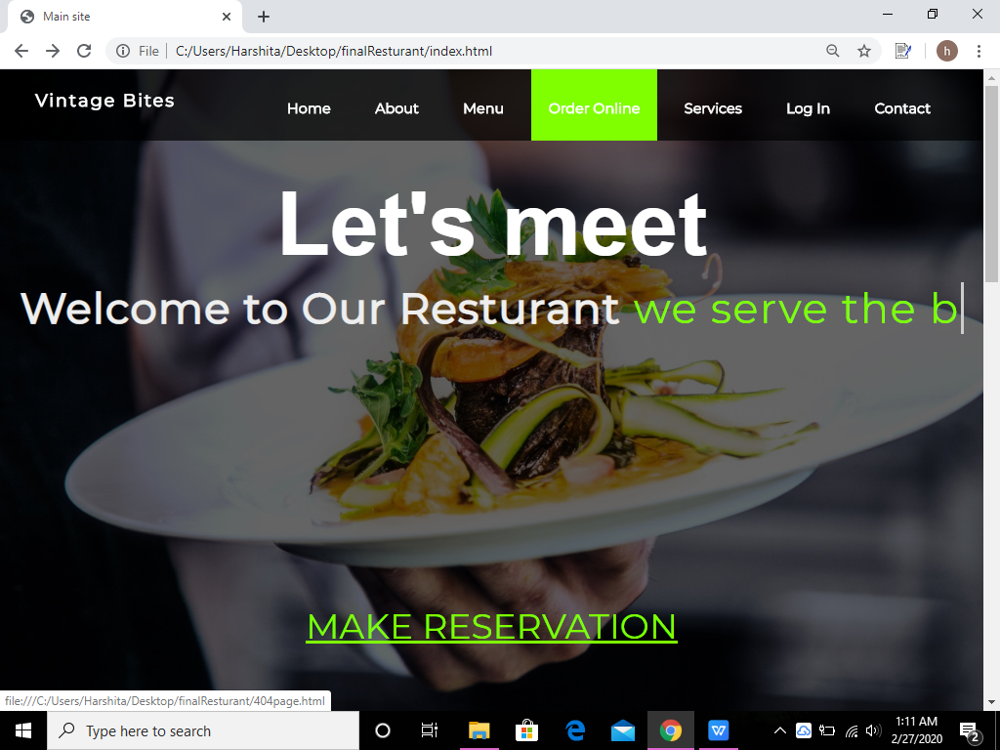 Main site
File
C:/Users/Harshita/Desktop/finalResturant/index.html
h
Vintage Bites
Home About Menu Order Online Services Log In Contact
Let's meet
Welcome to Our Resturant we serve the b
MAKE RESERVATION
file:///C:/Users/Harshita/Desktop/finalResturant/404page.html
Type here to search
1:11 AM
2/27/2020
2